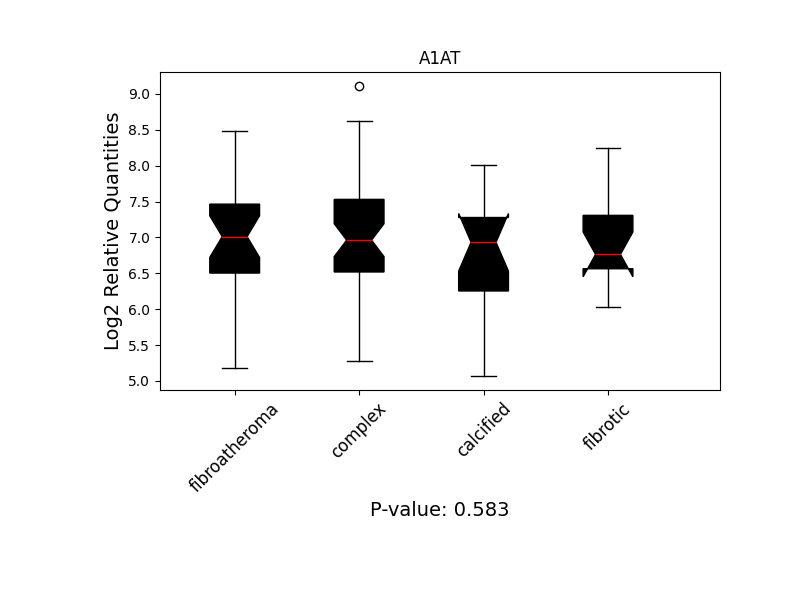 A1AT
Log2 Relative Quantities
9.0
8.5
8.0
7.5
7.0
6.5
6.0
5.5
5.0
fibroatheroma
complex
calcified
fibrotic
P-value: 0.583